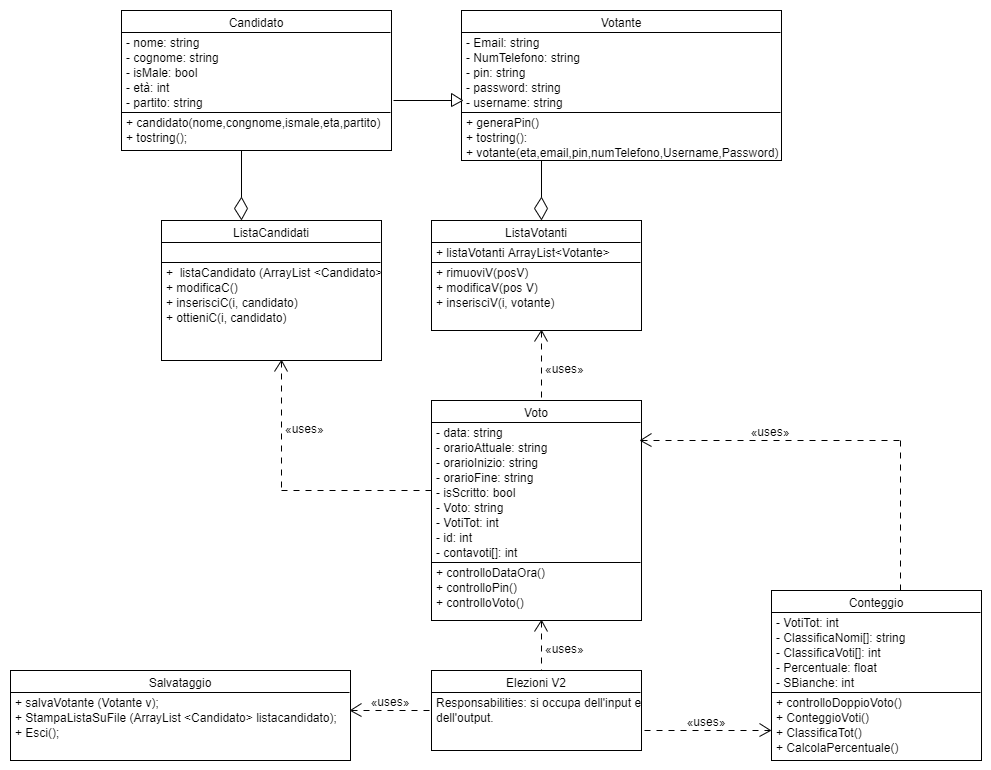 Candidato
- nome: string
- cognome: string
- isMale: bool
- età: int
- partito: string
+ candidato(nome,congnome,ismale,eta,partito)
+ tostring();
Votante
- Email: string
- NumTelefono: string
- pin: string
- password: string
- username: string
+ generaPin()
+ tostring():
+ votante(eta,email,pin,numTelefono,Username,Password)
ListaCandidati
+ listaCandidato (ArrayList <Candidato>
+ modificaC()
+ inserisciC(i, candidato)
+ ottieniC(i, candidato)
ListaVotanti
+ listaVotanti ArrayList<Votante>
+ rimuoviV(posV)
+ modificaV(pos V)
+ inserisciV(i, votante)
«uses»
«uses»
«uses»
Voto
- data: string
- orarioAttuale: string
- orarioInizio: string
- orarioFine: string
- isScritto: bool
- Voto: string
- VotiTot: int
- id: int
- contavoti[]: int
+ controlloDataOra()
+ controlloPin()
+ controlloVoto()
Conteggio
- VotiTot: int
- ClassificaNomi[]: string
- ClassificaVoti[]: int
- Percentuale: float
- SBianche: int
+ controlloDoppioVoto()
+ ConteggioVoti()
+ ClassificaTot()
+ CalcolaPercentuale()
«uses»
Salvataggio
+ salvaVotante (Votante v);
+ StampaListaSuFile (ArrayList <Candidato> listacandidato);
+ Esci();
«uses»
Elezioni V2
Responsabilities: si occupa dell'input e
dell'output.
«uses»